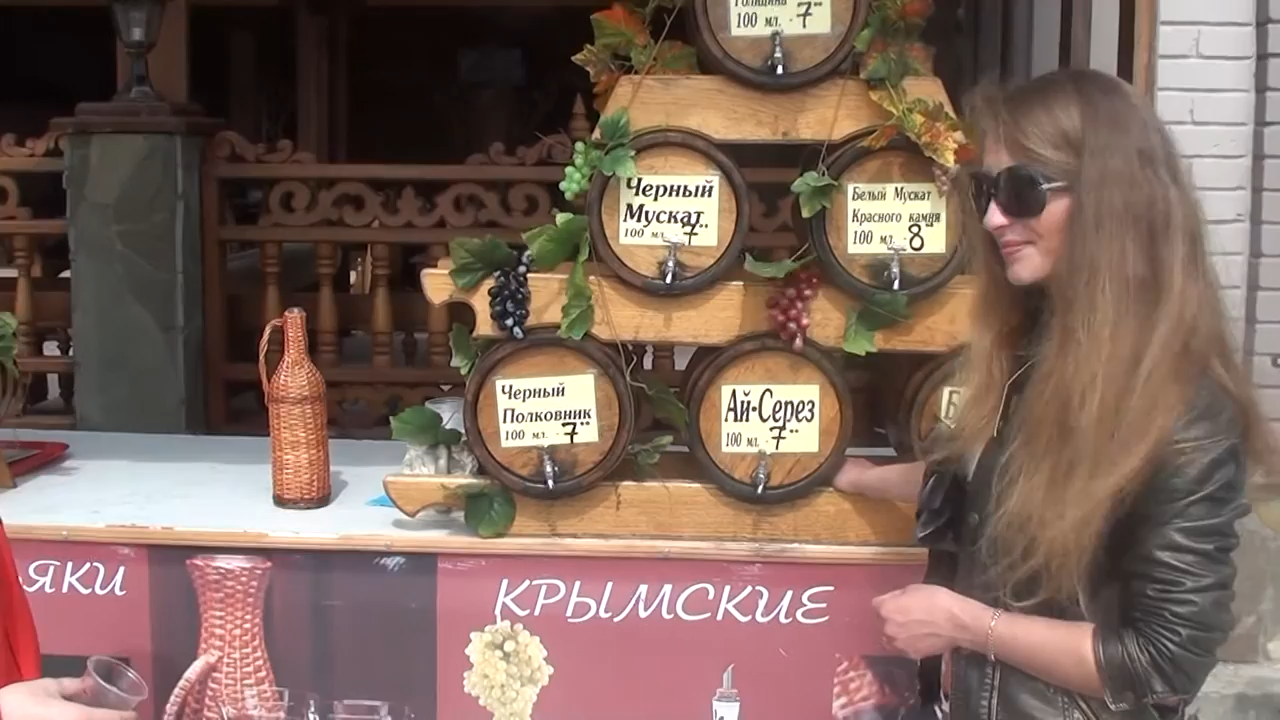 100 мл. - 7--
Черный
Мускат
100 мл. 7--
Белый Мускат
Красного камня
100 мл. - 8--
Черный
Полковник
100 мл. - 7--
Ай-Серез
100 мл. - 7--
Б
ЯКИ
КРЫМСКИЕ